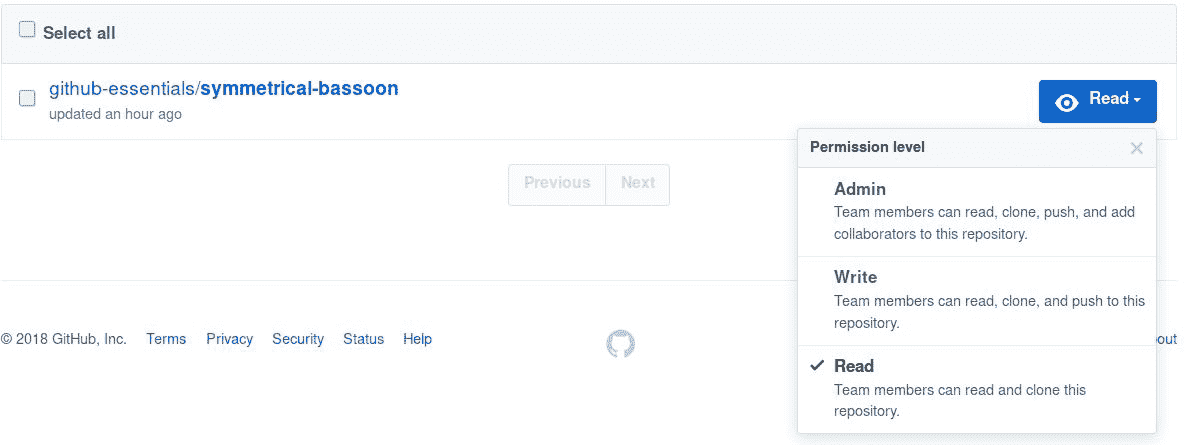 Select all
github-essentials/symmetrical-bassoon
updated an hour ago
Read
Permission level
Admin
Team members can read, clone, push, and add
collaborators to this repository.
Write
Team members can read, clone, and push to this
repository.
Read
Team members can read and clone this
repository.
Previous Next
© 2018 GitHub, Inc. Terms Privacy Security Status Help